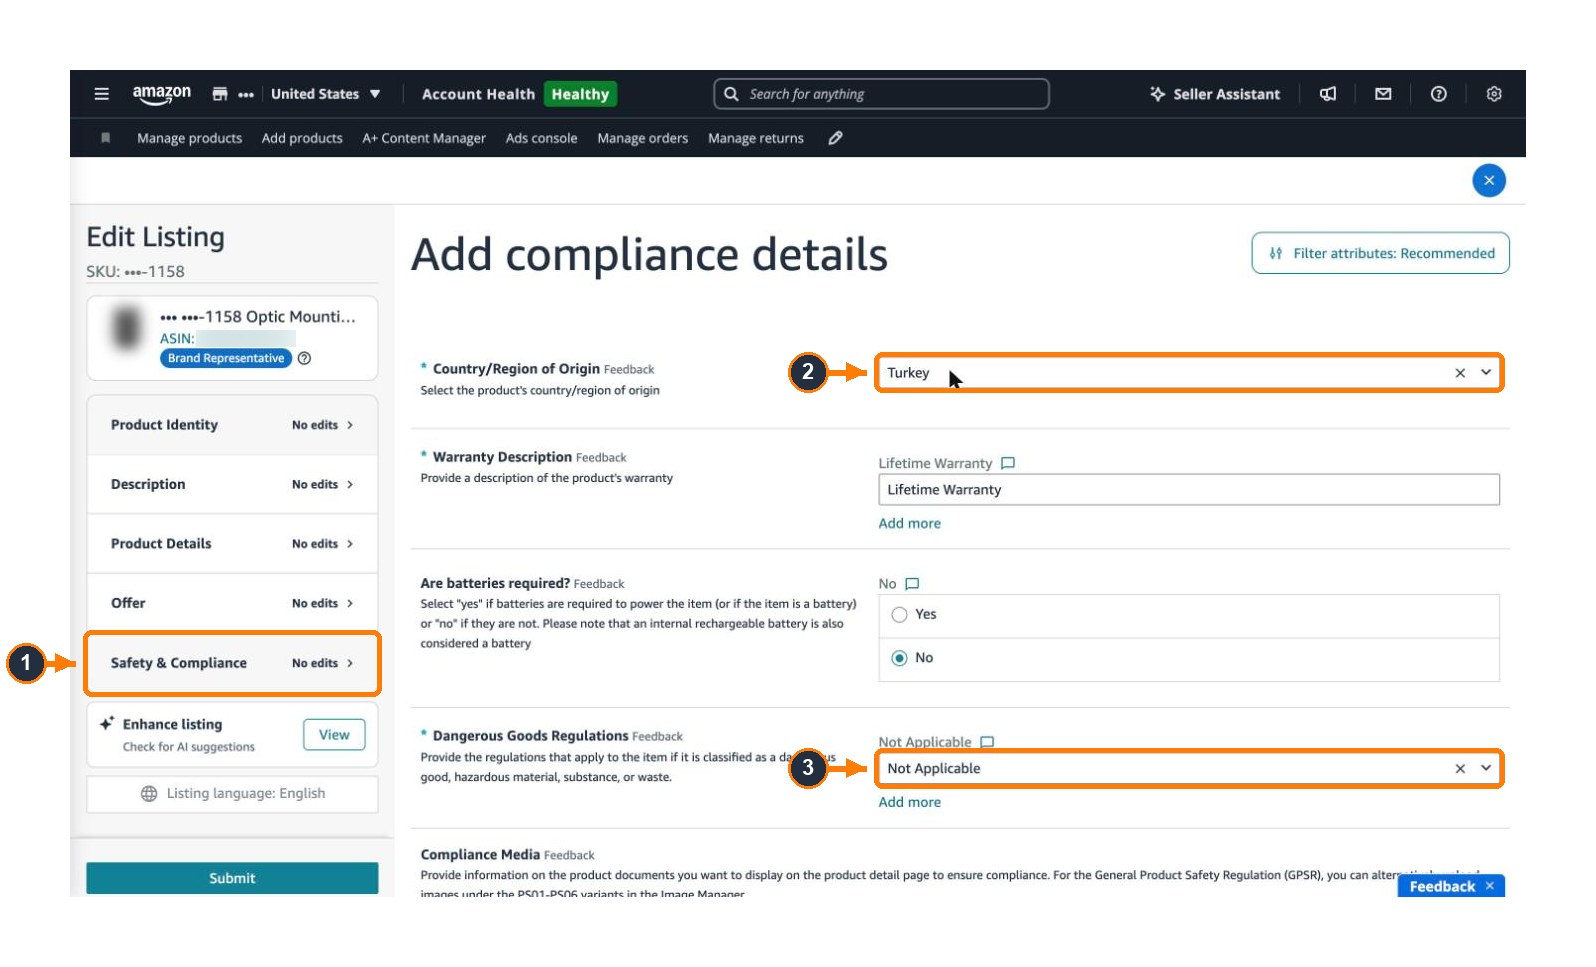 amazon ••• United States Account Health Healthy Search for anything Seller Assistant
Manage products Add products A+ Content Manager Ads console Manage orders Manage returns
Edit Listing
SKU: •••-1158
••• •••-1158 Optic Mounti...
ASIN:
Brand Representative
Product Identity No edits >
Description No edits >
Product Details No edits >
Offer No edits >
1
Safety & Compliance No edits >
Enhance listing
Check for AI suggestions
View
Listing language: English
Submit
Add compliance details
Filter attributes: Recommended
* Country/Region of Origin Feedback
Select the product's country/region of origin
2
Turkey
* Warranty Description Feedback
Provide a description of the product's warranty
Lifetime Warranty
Lifetime Warranty
Add more
Are batteries required? Feedback
Select "yes" if batteries are required to power the item (or if the item is a battery)
or "no" if they are not. Please note that an internal rechargeable battery is also
considered a battery
No
Yes
No
* Dangerous Goods Regulations Feedback
Provide the regulations that apply to the item if it is classified as a
good, hazardous material, substance, or waste.
3
Not Applicable
Not Applicable
Add more
Compliance Media Feedback
Provide information on the product documents you want to display on the product detail page to ensure compliance. For the General Product Safety Regulation (GPSR), you can
images under the PS01-PS06 variants in the Image Manager.
Feedback ×